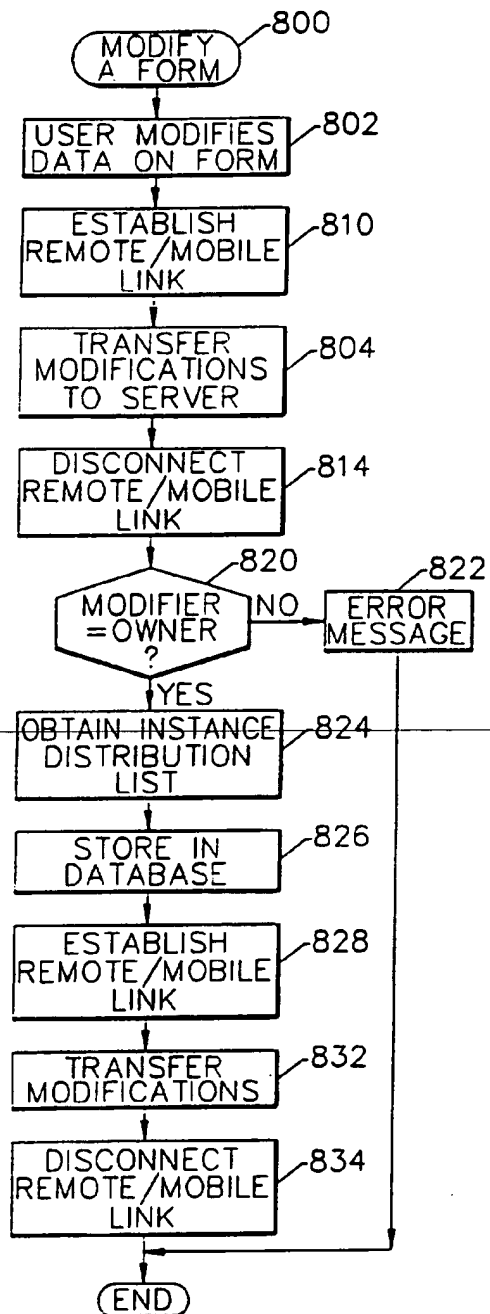 800
MODIFY
A FORM
802
USER MODIFIES
DATA ON FORM
810
ESTABLISH
REMOTE/MOBILE
LINK
804
TRANSFER
MODIFICATIONS
TO SERVER
814
DISCONNECT
REMOTE/MOBILE
LINK
820
MODIFIER
=OWNER
?
NO
822
ERROR
MESSAGE
YES
824
OBTAIN INSTANCE
DISTRIBUTION
LIST
826
STORE IN
DATABASE
828
ESTABLISH
REMOTE/MOBILE
LINK
832
TRANSFER
MODIFICATIONS
834
DISCONNECT
REMOTE/MOBILE
LINK
END